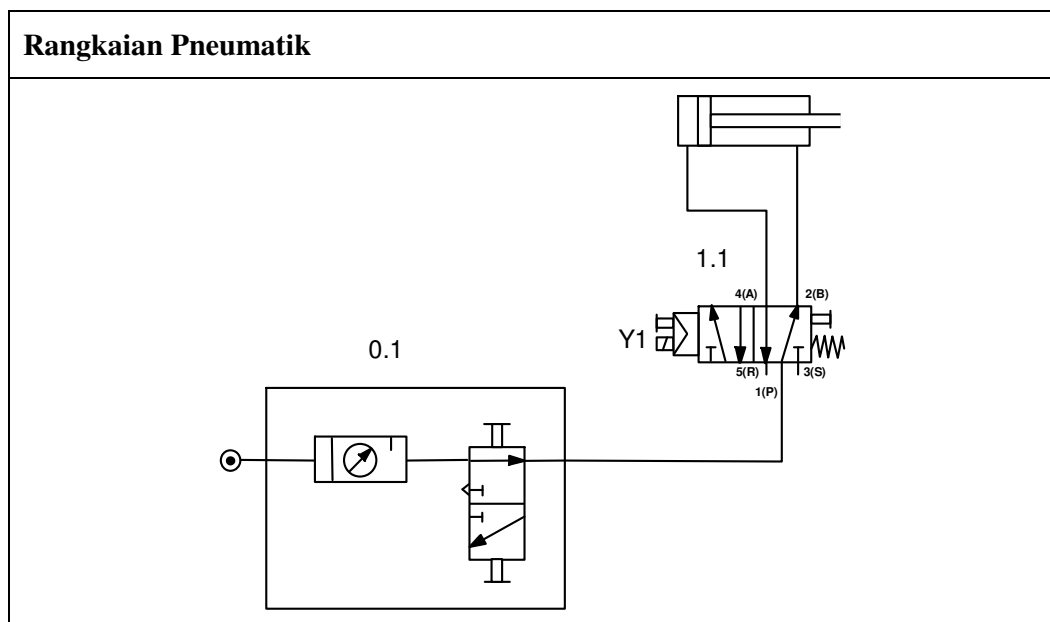 Rangkaian Pneumatik
1.1
4(A) 2(B)
Y1
0.1
5(R) 3(S)
1(P)